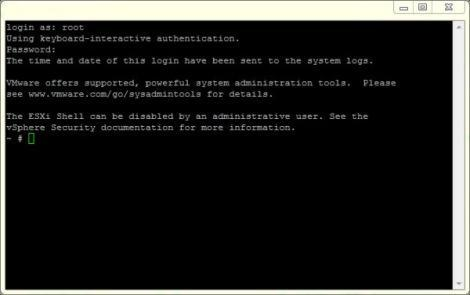 login as: root
Using keyboard-interactive authentication.
Password:
The time and date of this login have been sent to the system logs.
VMware offers supported, powerful system administration tools.  Please
see www.vmware.com/go/sysadmintools for details.
The ESXi Shell can be disabled by an administrative user. See the
vSphere Security documentation for more information.
~ #